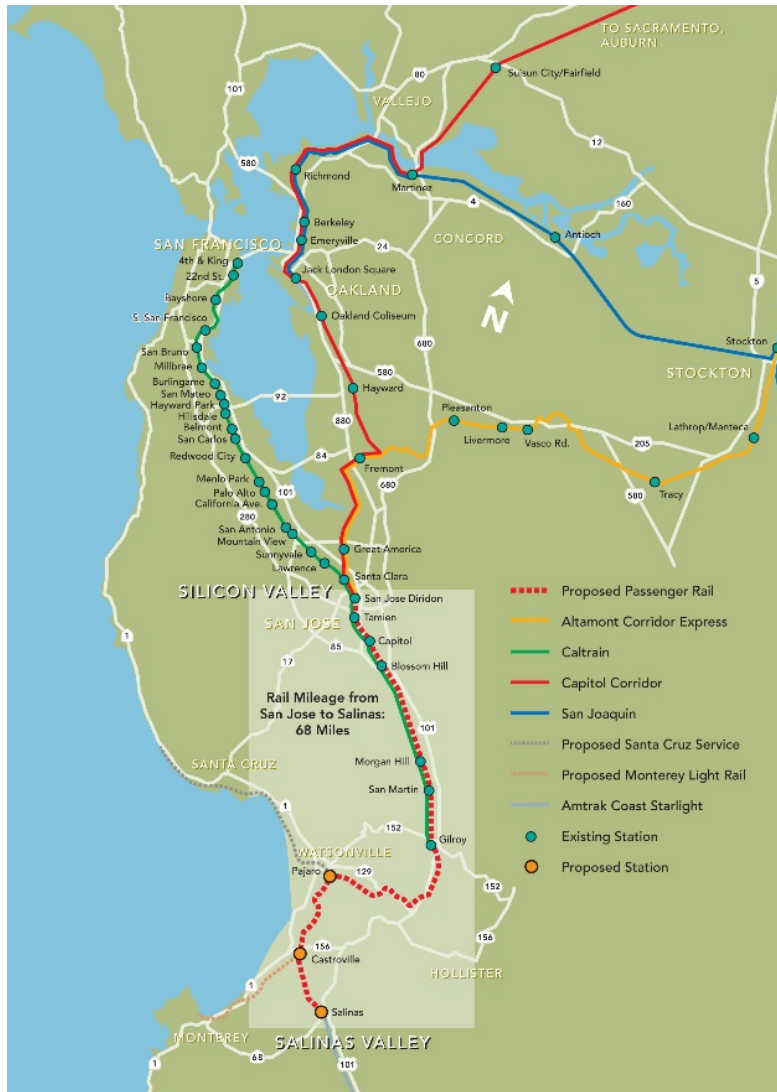 TO SACRAMENTO,
AUBURN
Suisun City/Fairfield
80
101
VALLEJO
12
580
Richmond
Martinez
160
4
Berkeley
Antioch
Emeryville
CONCORD
SAN FRANCISCO
24
4th & King
22nd St.
Jack London Square
5
OAKLAND
N
Bayshore
S. San Francisco
Oakland Coliseum
680
Stockton
San Bruno
Millbrae
580
STOCKTON
Burlingame
San Mateo
92
Hayward
Hayward Park
Hillsdale
Pleasanton
880
Belmont
Livermore
Vasco Rd.
Lathrop/Manteca
San Carlos
205
Redwood City
84
Fremont
680
580
Tracy
Menlo Park
101
Palo Alto
California Ave.
280
San Antonio
Mountain View
Sunnyvale
Great America
Lawrence
Santa Clara
SILICON VALLEY
San Jose Diridon
1
SAN JOSE
Tamien
85
Capitol
17
Blossom Hill
Rail Mileage from
San Jose to Salinas:
68 Miles
101
Morgan Hill
SANTA CRUZ
San Martin
1
152
Gilroy
WATSONVILLE
Pajaro
129
152
156
156
Castroville
HOLLISTER
1
Salinas
MONTEREY
SALINAS VALLEY
68
1
101
Proposed Passenger Rail
Altamont Corridor Express
Caltrain
Capitol Corridor
San Joaquin
Proposed Santa Cruz Service
Proposed Monterey Light Rail
Amtrak Coast Starlight
Existing Station
Proposed Station